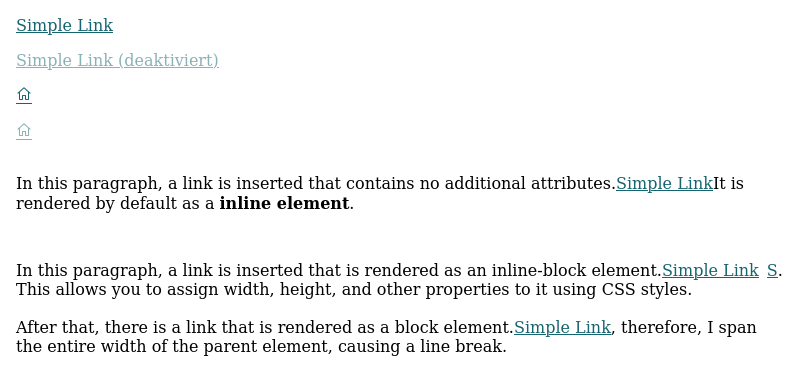 Simple Link
Simple Link (deaktiviert)
In this paragraph, a link is inserted that contains no additional attributes.Simple LinkIt is
rendered by default as a inline element.
In this paragraph, a link is inserted that is rendered as an inline-block element.Simple Link S.
This allows you to assign width, height, and other properties to it using CSS styles.
After that, there is a link that is rendered as a block element.Simple Link, therefore, I span
the entire width of the parent element, causing a line break.